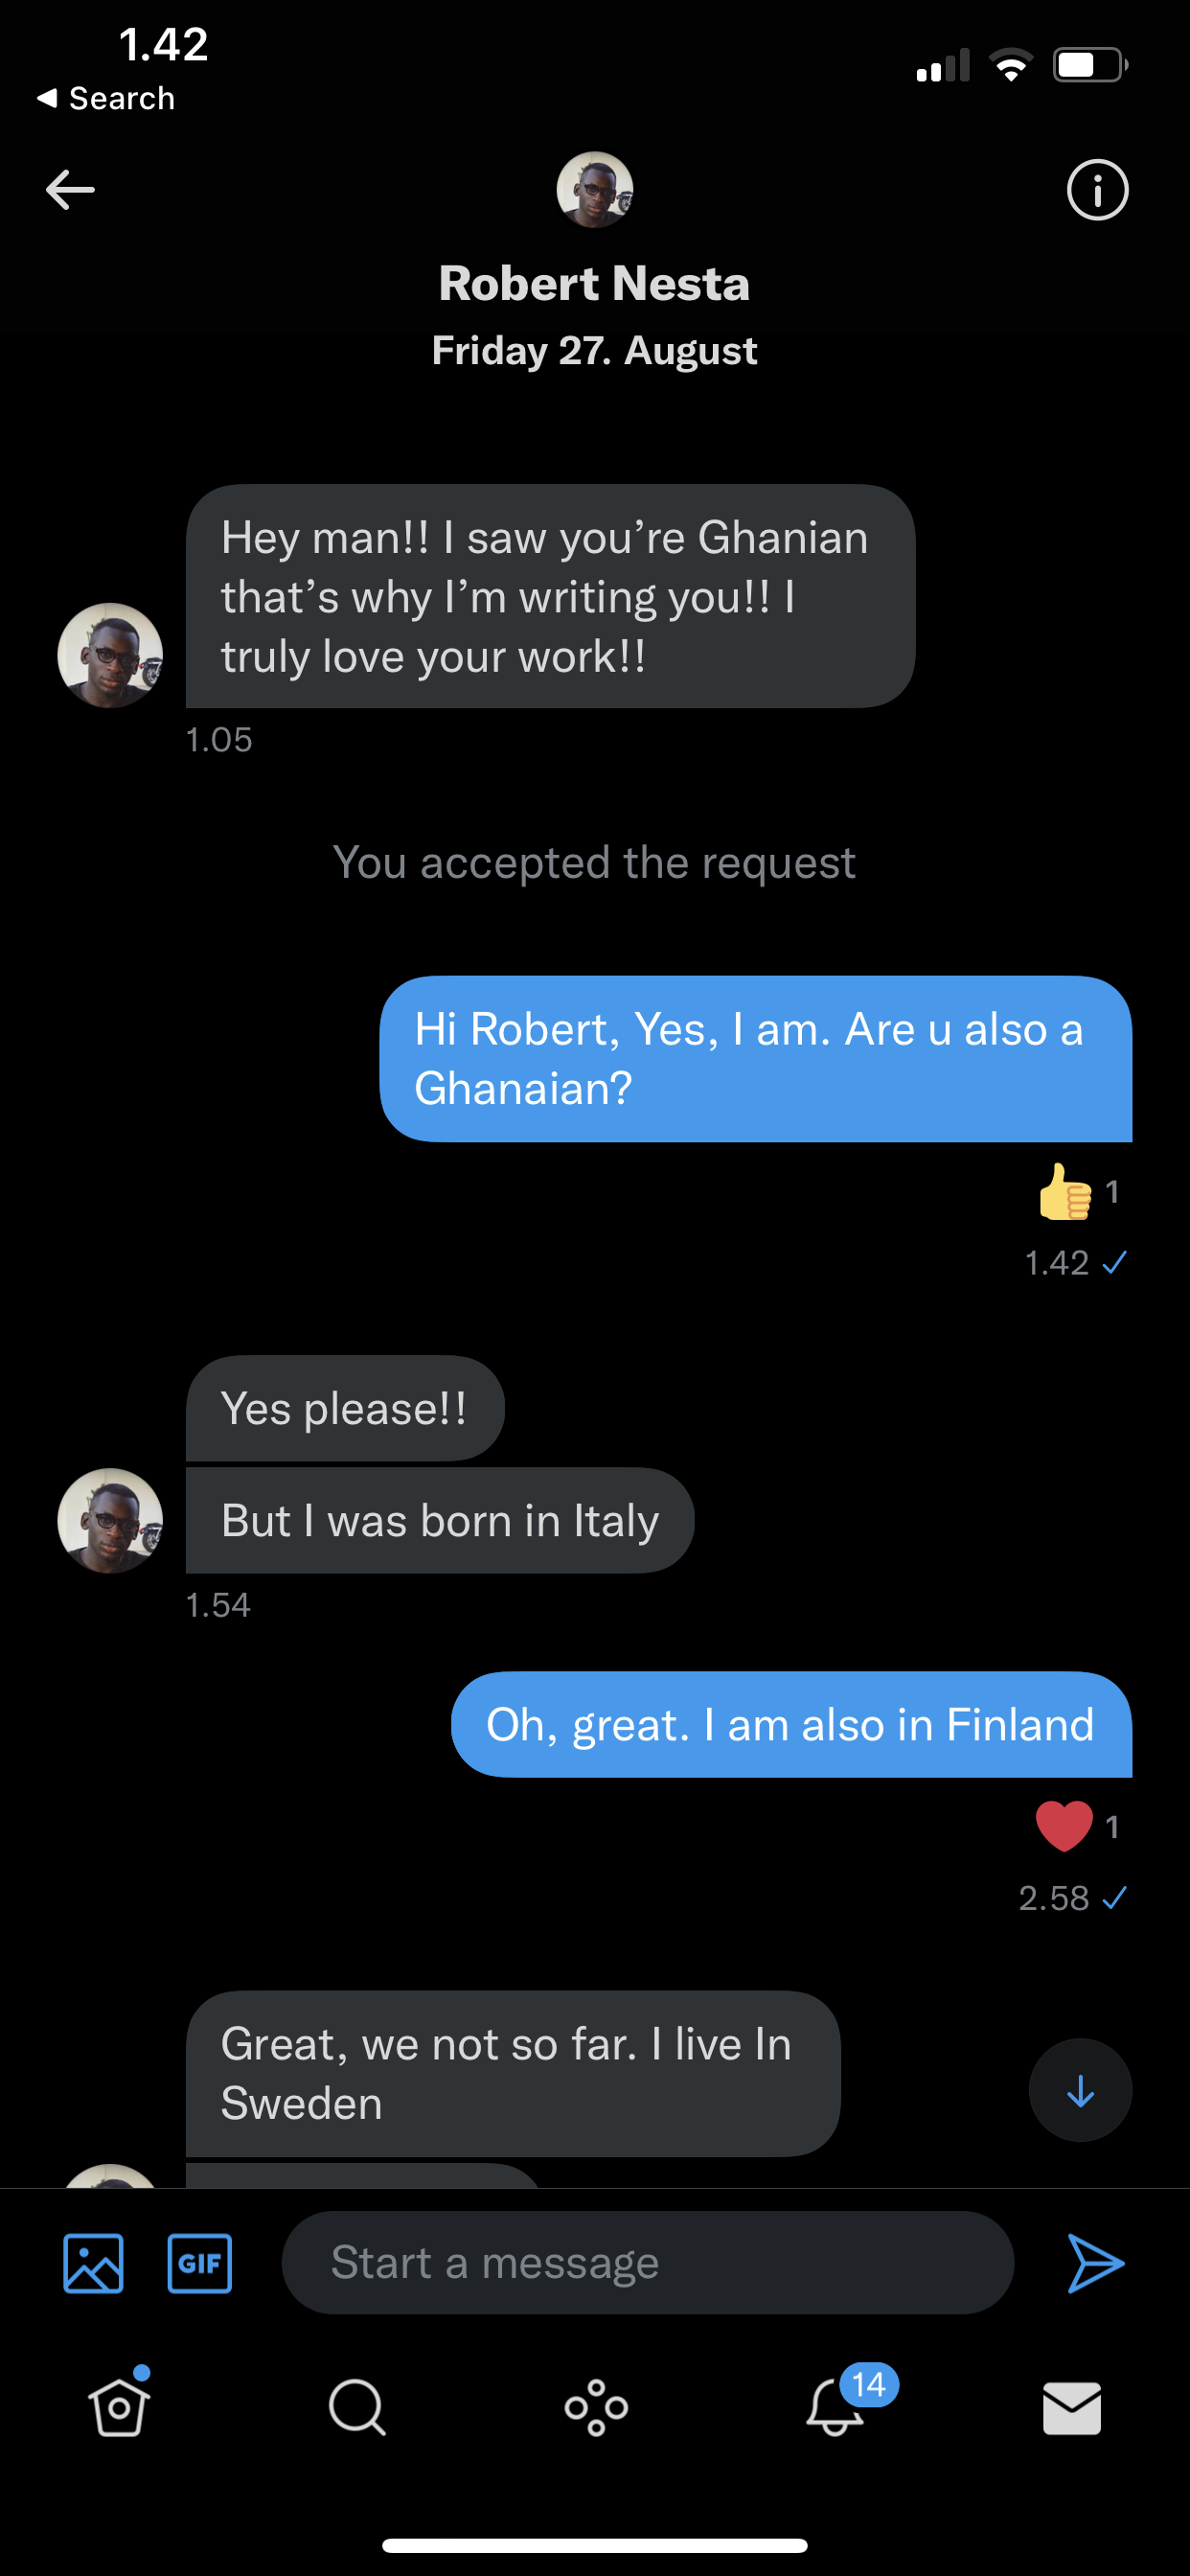 1.42
Search
Robert Nesta
Friday 27. August
Hey man!! I saw you’re Ghanian
that’s why I’m writing you!! I
truly love your work!!
1.05
You accepted the request
Hi Robert, Yes, I am. Are u also a
Ghanaian?
1
1.42
Yes please!!
But I was born in Italy
1.54
Oh, great. I am also in Finland
1
2.58
Great, we not so far. I live In
Sweden
GIF
Start a message
14